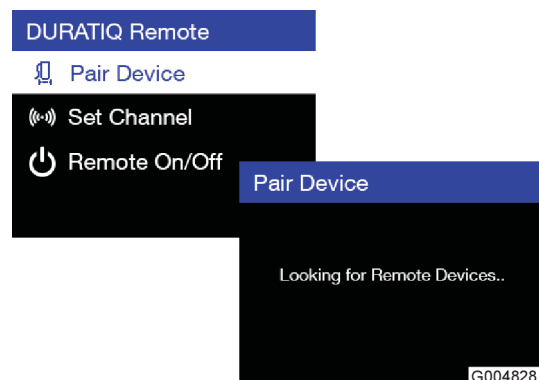 DURATIQ Remote
Pair Device
Set Channel
Remote On/Off
Pair Device
Looking for Remote Devices..
G004828